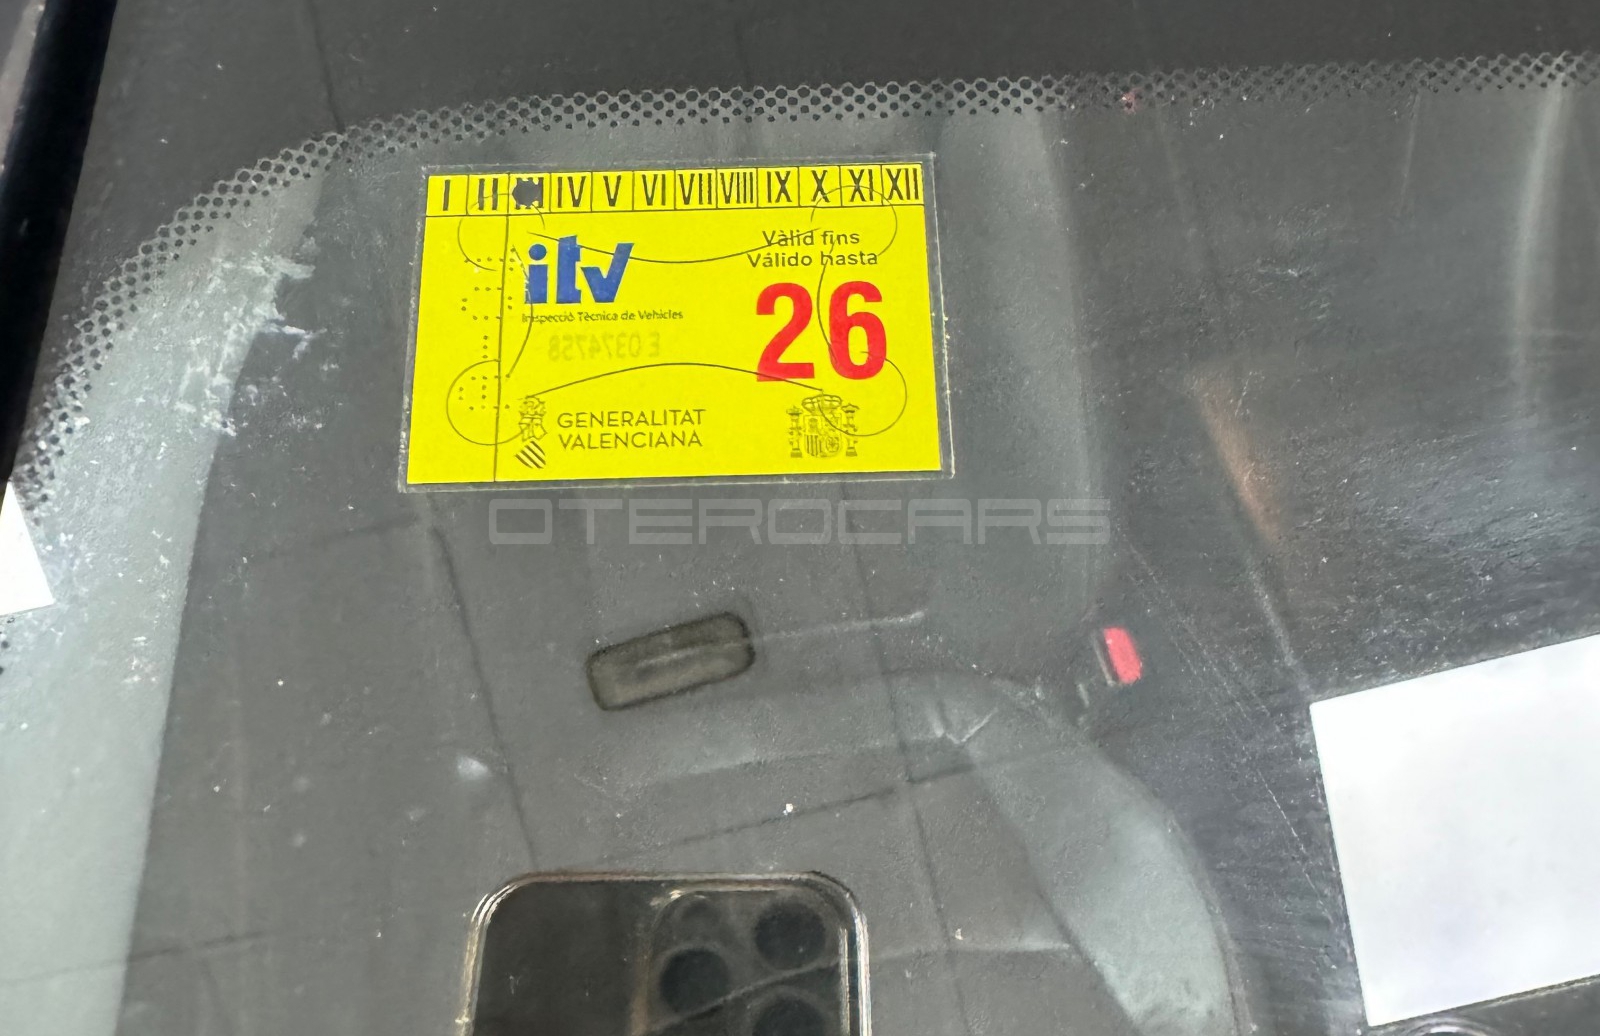 I II III IV V VI VII VIII IX X XI XII
itv
Inspecció Tècnica de Vehicles
Vàlid fins
Válido hasta
26
E 0374758
GENERALITAT
VALENCIANA
OTEROCARS